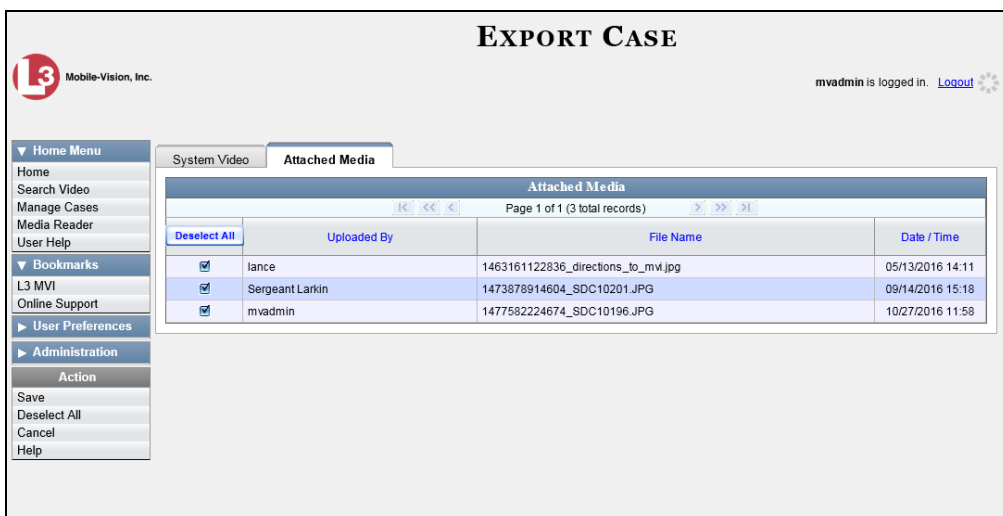 EXPORT CASE
L3 Mobile-Vision, Inc.
mvadmin is logged in. Logout
▼ Home Menu
Home
Search Video
Manage Cases
Media Reader
User Help
▼ Bookmarks
L3 MVI
Online Support
▶ User Preferences
▶ Administration
Action
Save
Deselect All
Cancel
Help
System Video Attached Media
Attached Media
Page 1 of 1 (3 total records)
Deselect All Uploaded By File Name Date / Time
lance 1463161122836_directions_to_mvi.jpg 05/13/2016 14:11
Sergeant Larkin 1473878914604_SDC10201.JPG 09/14/2016 15:18
mvadmin 1477582224674_SDC10196.JPG 10/27/2016 11:58